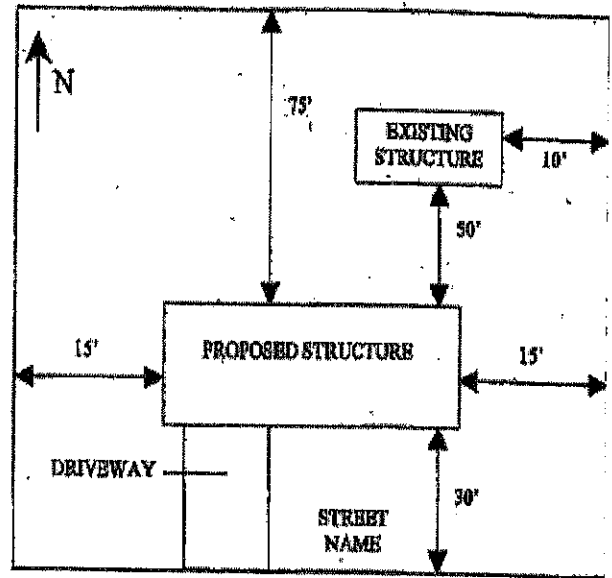 N
75'
EXISTING
STRUCTURE
10'
50'
15'
PROPOSED STRUCTURE
15'
DRIVEWAY
30'
STREET
NAME